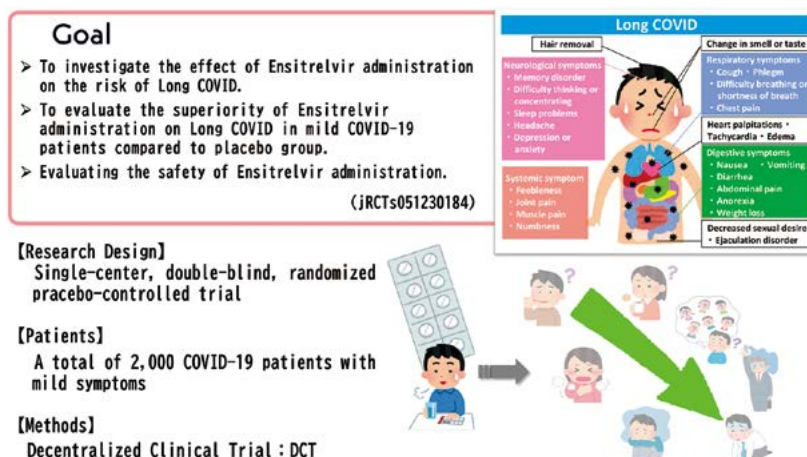 Goal
➢ To investigate the effect of Ensitrelvir administration
on the risk of Long COVID.
➢ To evaluate the superiority of Ensitrelvir
administration on Long COVID in mild COVID-19
patients compared to placebo group.
➢ Evaluating the safety of Ensitrelvir administration.
(jRCTs051230184)
Long COVID
Hair removal
Change in smell or taste
Neurological symptoms
・Memory disorder
・Difficulty thinking or
concentrating
・Sleep problems
・Headache
・Depression or
anxiety
Respiratory symptoms
・Cough・Phlegm
・Difficulty breathing or
shortness of breath
・Chest pain
Heart palpitations・
Tachycardia・Edema
Digestive symptoms
・Nausea ・Vomiting
・Diarrhea
・Abdominal pain
・Anorexia
・Weight loss
Systemic symptom
・Feebleness
・Joint pain
・Muscle pain
・Numbness
Decreased sexual desire
・Ejaculation disorder
【Research Design】
Single-center, double-blind, randomized
pracebo-controlled trial
【Patients】
A total of 2,000 COVID-19 patients with
mild symptoms
【Methods】
Decentralized Clinical Trial：DCT